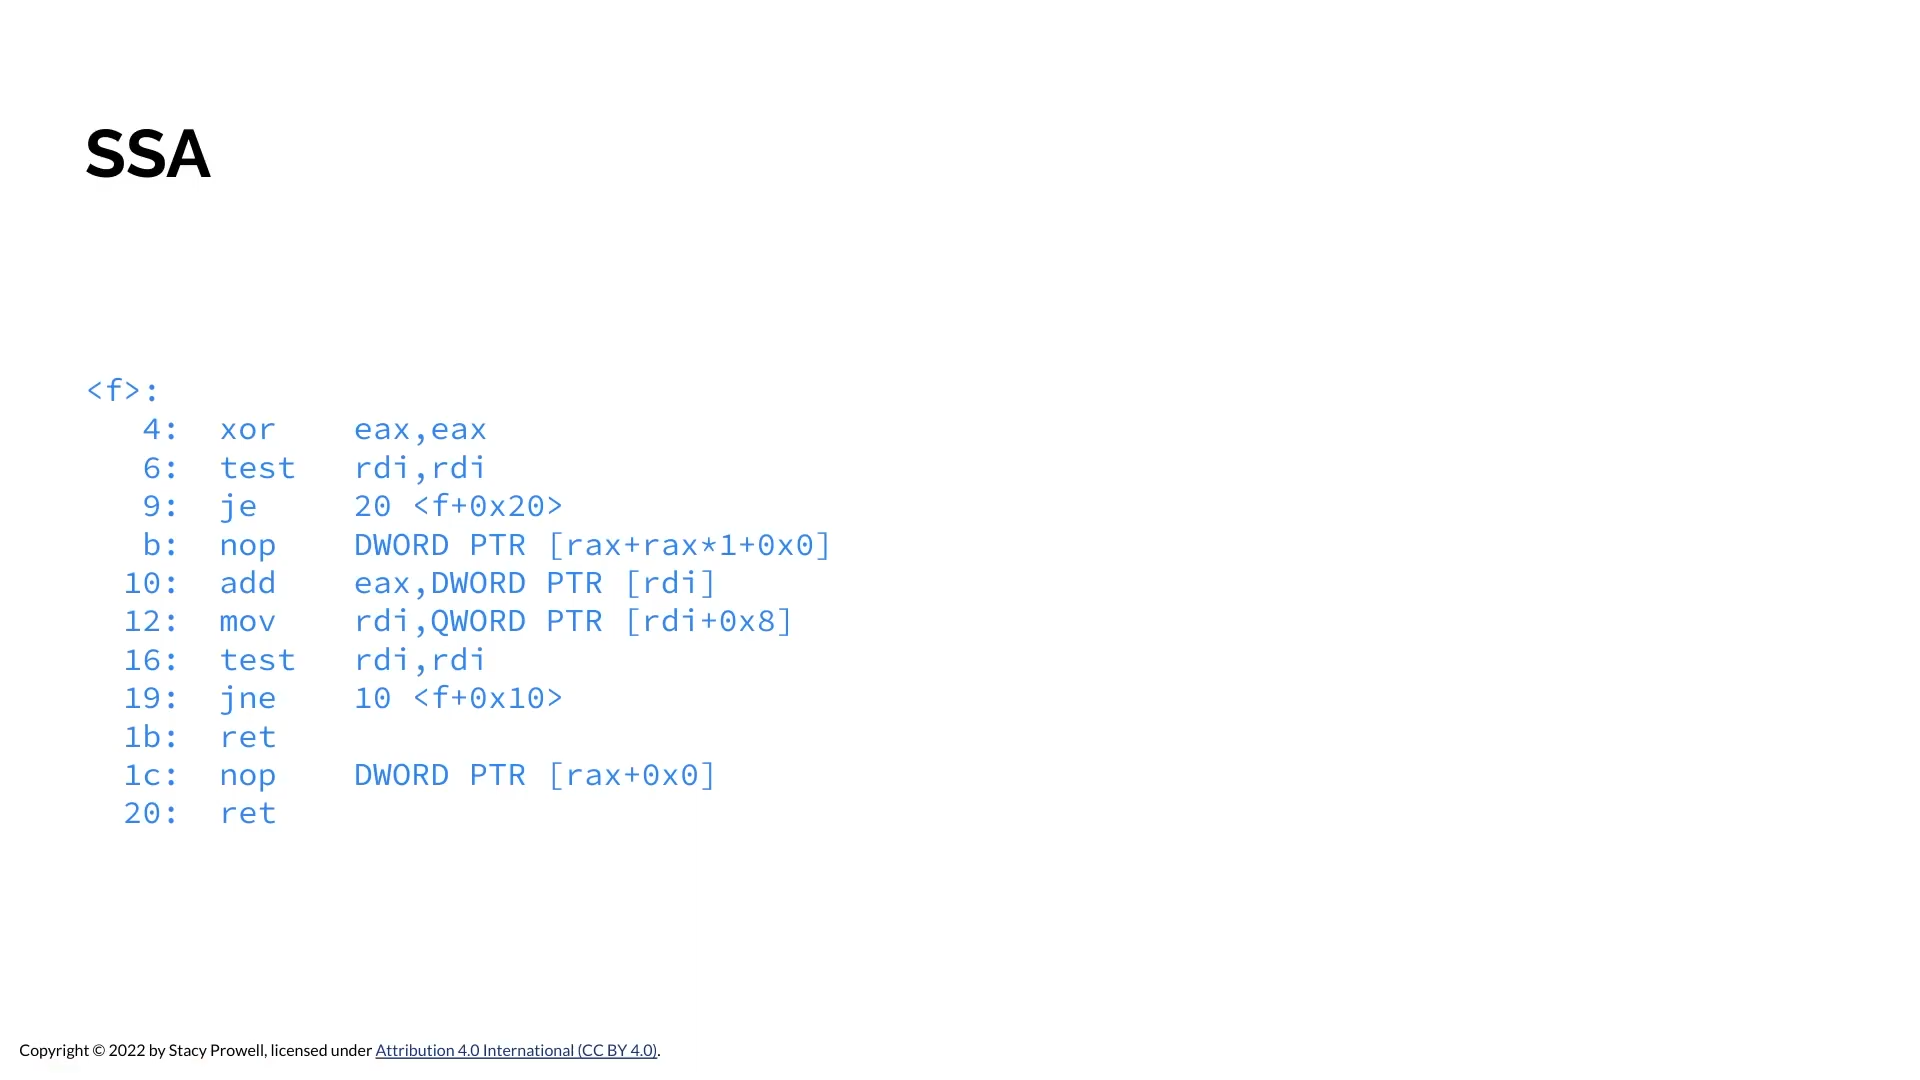 SSA
<f>:
4: xor eax,eax
6: test rdi,rdi
9: je 20 <f+0x20>
b: nop DWORD PTR [rax+rax*1+0x0]
10: add eax,DWORD PTR [rdi]
12: mov rdi,QWORD PTR [rdi+0x8]
16: test rdi,rdi
19: jne 10 <f+0x10>
1b: ret
1c: nop DWORD PTR [rax+0x0]
20: ret
Copyright © 2022 by Stacy Prowell, licensed under Attribution 4.0 International (CC BY 4.0).